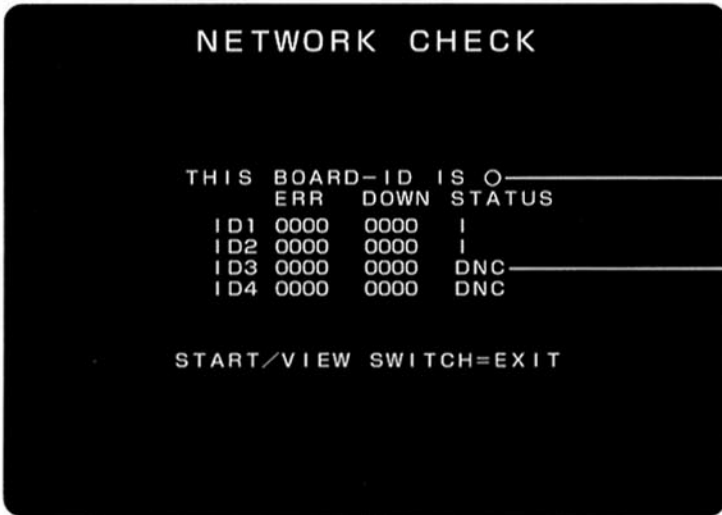 NETWORK CHECK
THIS BOARD-ID IS ○
ERR DOWN STATUS
ID1 0000 0000 I
ID2 0000 0000 I
ID3 0000 0000 DNC
ID4 0000 0000 DNC
START/VIEW SWITCH=EXIT